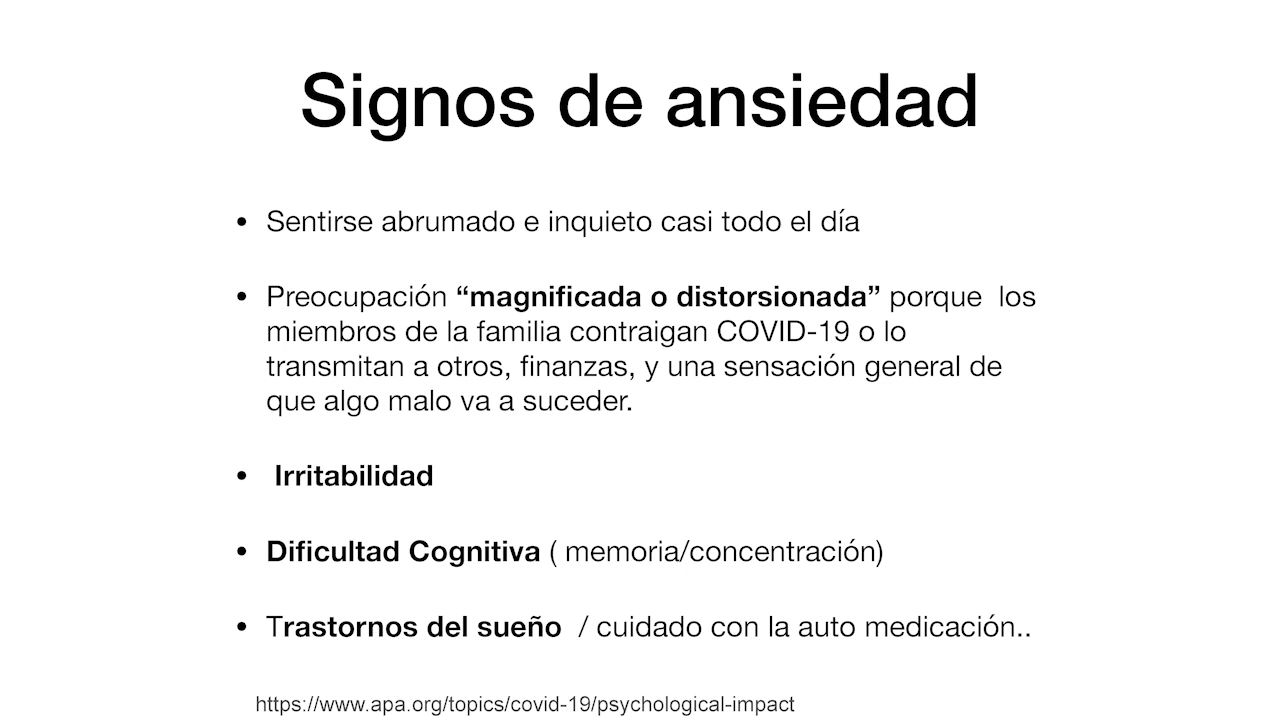 Signos de ansiedad
• Sentirse abrumado e inquieto casi todo el día
• Preocupación “magnificada o distorsionada” porque  los
miembros de la familia contraigan COVID-19 o lo
transmitan a otros, finanzas, y una sensación general de
que algo malo va a suceder.
•  Irritabilidad
• Dificultad Cognitiva ( memoria/concentración)
• Trastornos del sueño  / cuidado con la auto medicación..
https://www.apa.org/topics/covid-19/psychological-impact